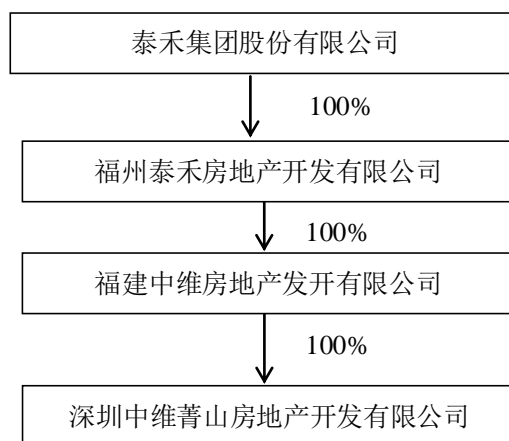 泰禾集团股份有限公司
100%
福州泰禾房地产开发有限公司
100%
福建中维房地产发开有限公司
100%
深圳中维菁山房地产开发有限公司